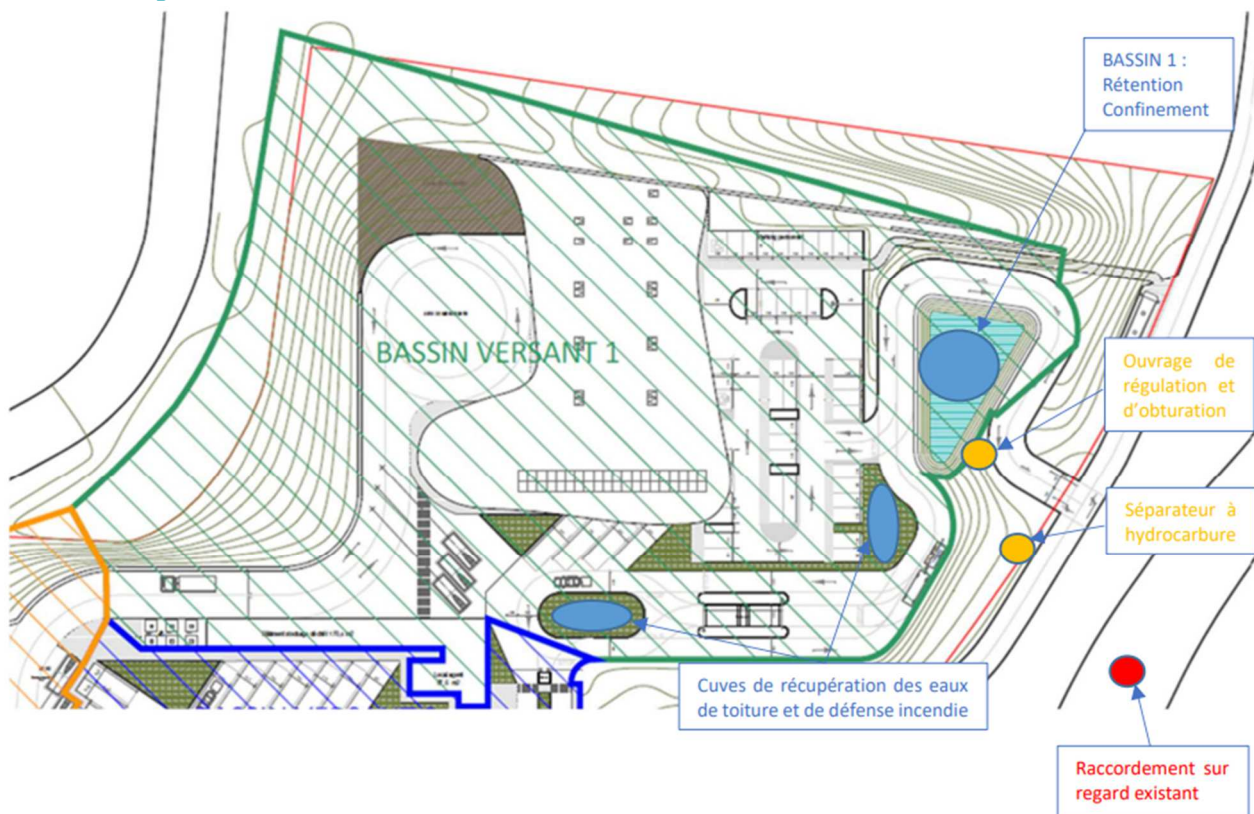 BASSIN 1 :
Rétention
Confinement
BASSIN VERSANT 1
Ouvrage de
régulation et
d'obturation
Séparateur à
hydrocarbure
Cuves de récupération des eaux
de toiture et de défense incendie
Raccordement sur
regard existant